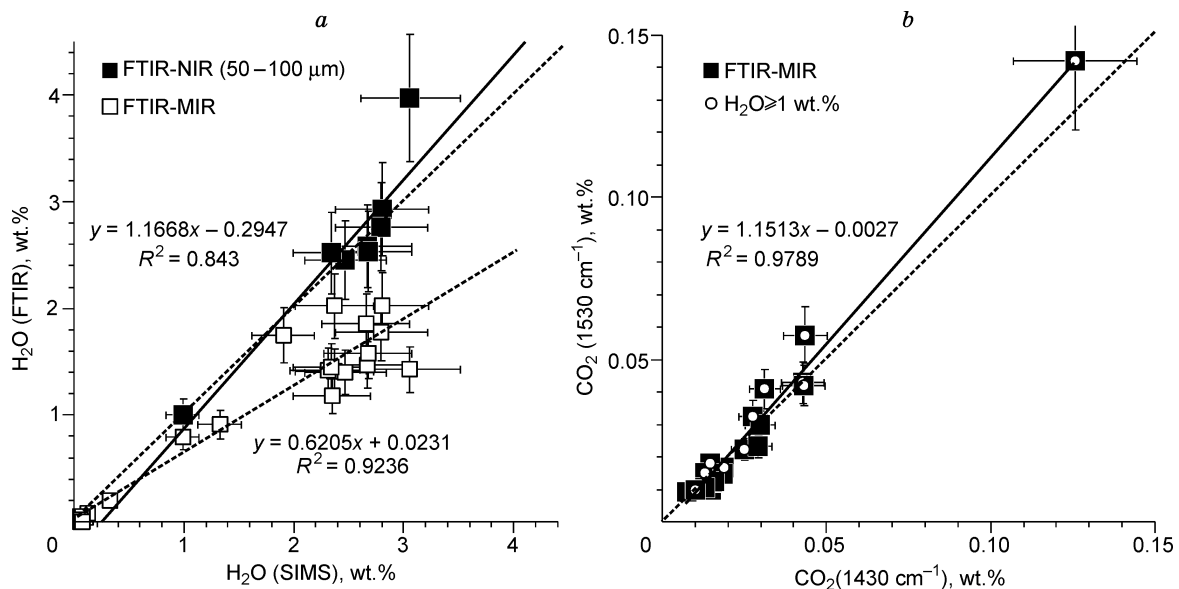 a
FTIR-NIR (50–100 μm)
FTIR-MIR
y = 1.1668x – 0.2947
R² = 0.843
y = 0.6205x + 0.0231
R² = 0.9236
H₂O (FTIR), wt.%
4
3
2
1
0
1
2
3
4
H₂O (SIMS), wt.%
b
FTIR-MIR
H₂O⩾1 wt.%
y = 1.1513x – 0.0027
R² = 0.9789
CO₂ (1530 cm⁻¹), wt.%
0.15
0.10
0.05
0
0.05
0.10
0.15
CO₂(1430 cm⁻¹), wt.%